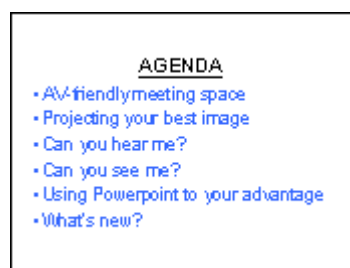 AGENDA
• AV-friendly meeting space
• Projecting your best image
• Can you hear me?
• Can you see me?
• Using Powerpoint to your advantage
• What's new?